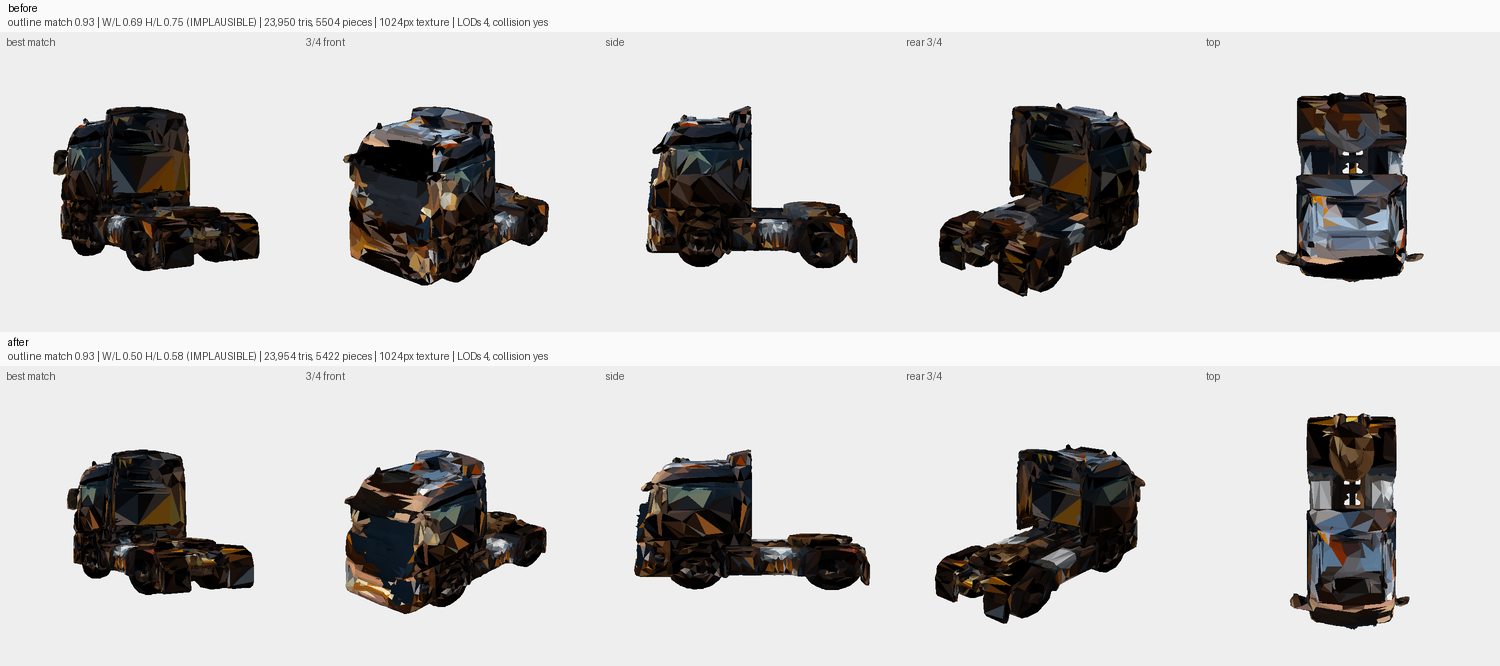 before
outline match 0.93 | W/L 0.69 H/L 0.75 (IMPLAUSIBLE) | 23,950 tris, 5504 pieces | 1024px texture | LODs 4, collision yes
best match 3/4 front side rear 3/4 top
after
outline match 0.93 | W/L 0.50 H/L 0.58 (IMPLAUSIBLE) | 23,954 tris, 5422 pieces | 1024px texture | LODs 4, collision yes
best match 3/4 front side rear 3/4 top